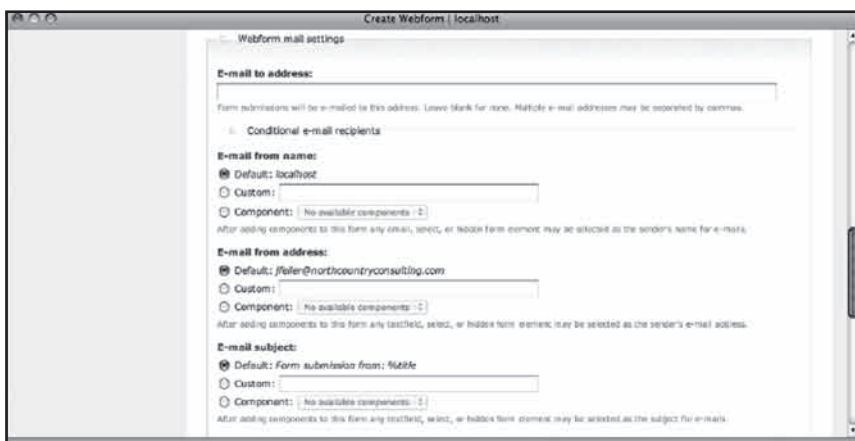 Create Webform | localhost
Webform mail settings
E-mail to address:
Form submissions will be e-mailed to this address. Leave blank for none. Multiple e-mail addresses may be separated by commas.
Conditional e-mail recipients
E-mail from name:
Default: localhost
Custom:
Component: No available components
After adding components to this form any email, select, or hidden form element may be selected as the sender's name for e-mails.
E-mail from address:
Default: jfeiler@northcountryconsulting.com
Custom:
Component: No available components
After adding components to this form any textfield, select, or hidden form element may be selected as the sender's e-mail address.
E-mail subject:
Default: Form submission from: %title
Custom:
Component: No available components
After adding components to this form any textfield, select, or hidden form element may be selected as the subject for e-mails.